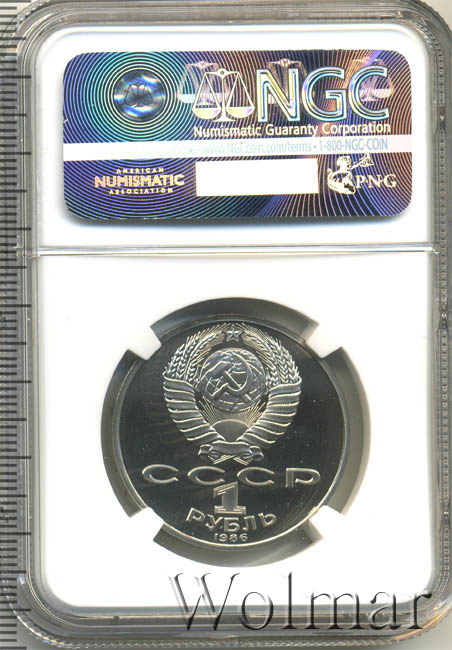 NGC
Numismatic Guaranty Corporation
www.NGCcoin.com/terms • 1-800-NGC-COIN
AMERICAN
NUMISMATIC
ASSOCIATION
PNG
СССР
1
РУБЛЬ
1986
Wolmar